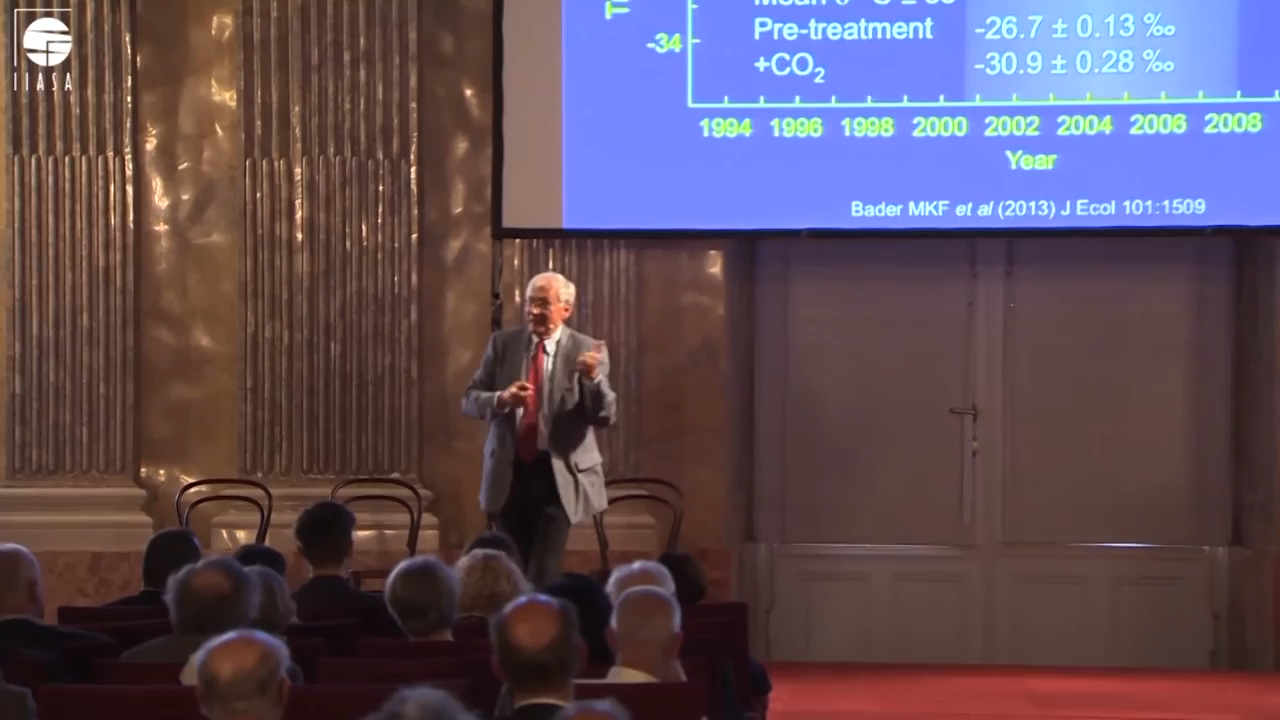 IIASA
Pre-treatment -26.7 ± 0.13 ‰
-34
+CO2 -30.9 ± 0.28 ‰
1994 1996 1998 2000 2002 2004 2006 2008
Year
Bader MKF et al (2013) J Ecol 101:1509